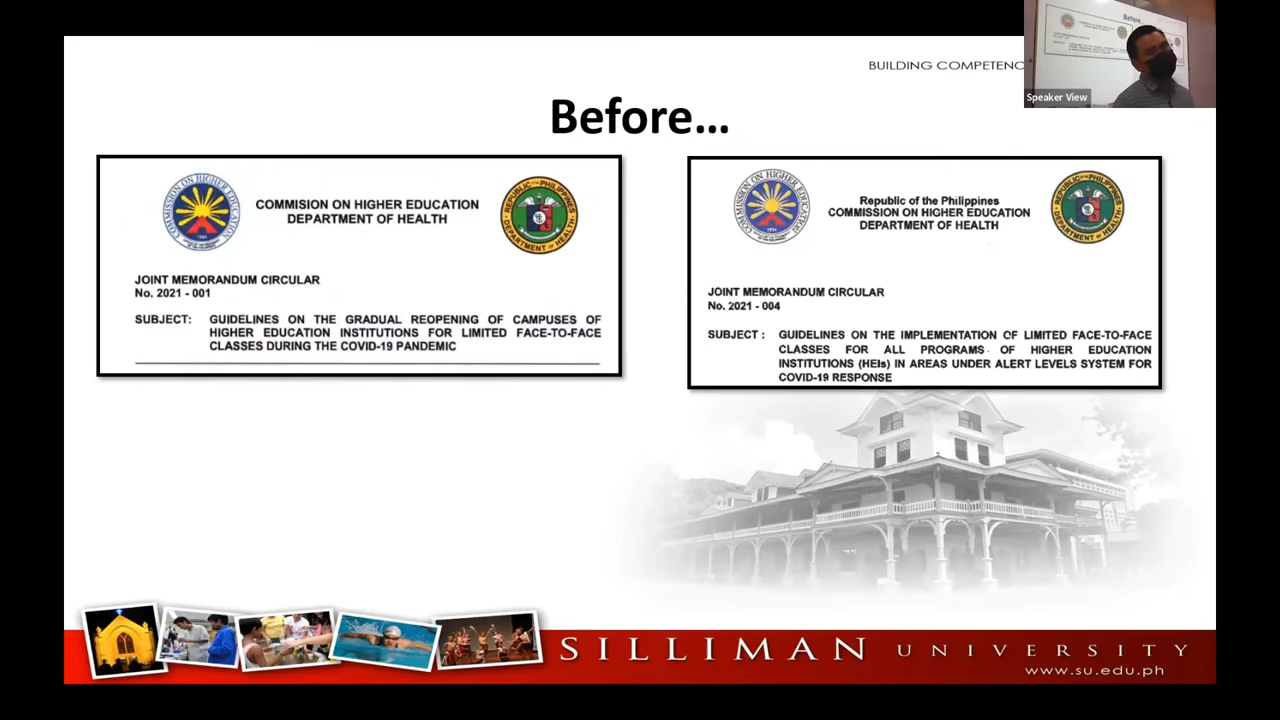 BUILDING COMPETENC
Speaker View
Before…
COMMISION ON HIGHER EDUCATION
DEPARTMENT OF HEALTH
JOINT MEMORANDUM CIRCULAR
No. 2021 - 001
SUBJECT: GUIDELINES ON THE GRADUAL REOPENING OF CAMPUSES OF
HIGHER EDUCATION INSTITUTIONS FOR LIMITED FACE-TO-FACE
CLASSES DURING THE COVID-19 PANDEMIC
Republic of the Philippines
COMMISSION ON HIGHER EDUCATION
DEPARTMENT OF HEALTH
JOINT MEMORANDUM CIRCULAR
No. 2021 - 004
SUBJECT : GUIDELINES ON THE IMPLEMENTATION OF LIMITED FACE-TO-FACE
CLASSES FOR ALL PROGRAMS OF HIGHER EDUCATION
INSTITUTIONS (HEIs) IN AREAS UNDER ALERT LEVELS SYSTEM FOR
COVID-19 RESPONSE
SILLIMAN UNIVERSITY
www.su.edu.ph